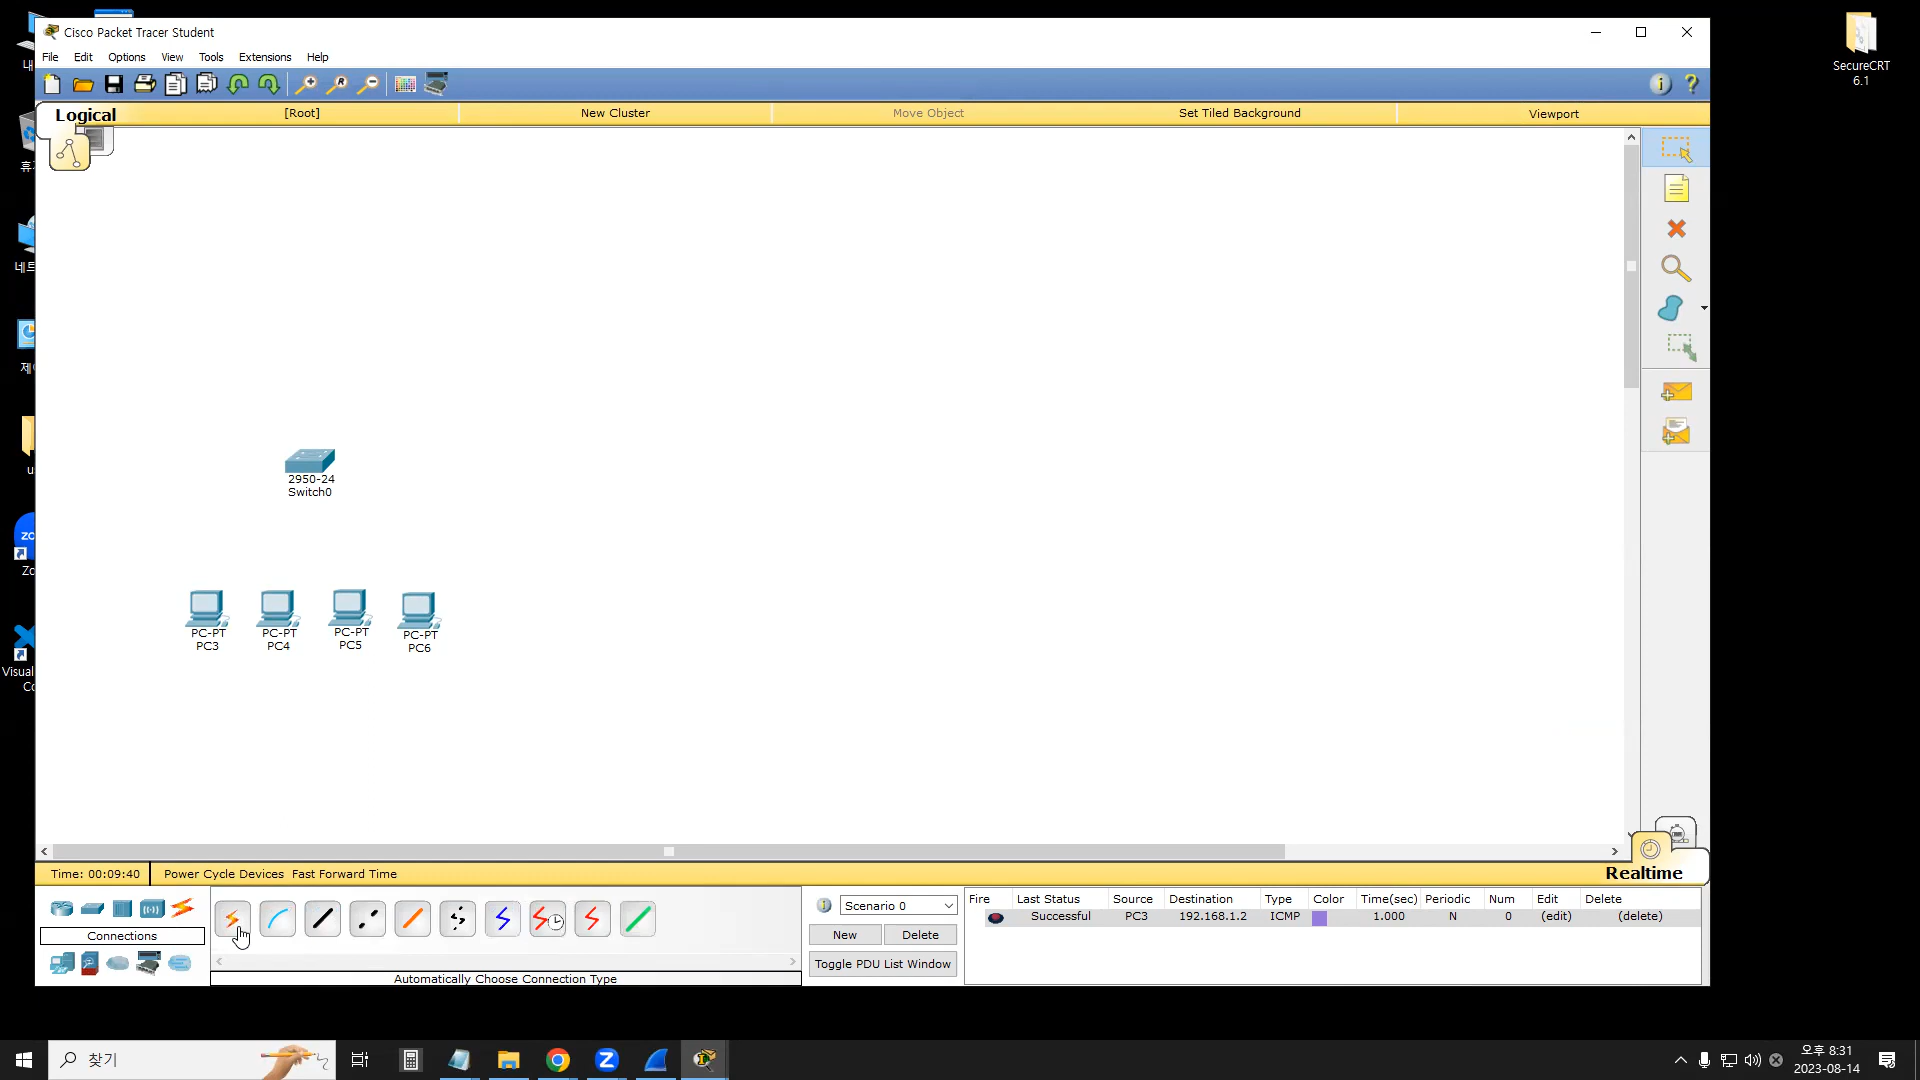 Cisco Packet Tracer Student
File Edit Options View Tools Extensions Help
Logical [Root] New Cluster Move Object Set Tiled Background Viewport
SecureCRT
6.1
2950-24
Switch0
PC-PT PC-PT PC-PT PC-PT
PC3 PC4 PC5 PC6
Visual
Time: 00:09:40 Power Cycle Devices Fast Forward Time Realtime
Connections
Automatically Choose Connection Type
Scenario 0
New Delete
Toggle PDU List Window
Fire Last Status Source Destination Type Color Time(sec) Periodic Num Edit Delete
Successful PC3 192.168.1.2 ICMP 1.000 N 0 (edit) (delete)
찾기
오후 8:31
2023-08-14